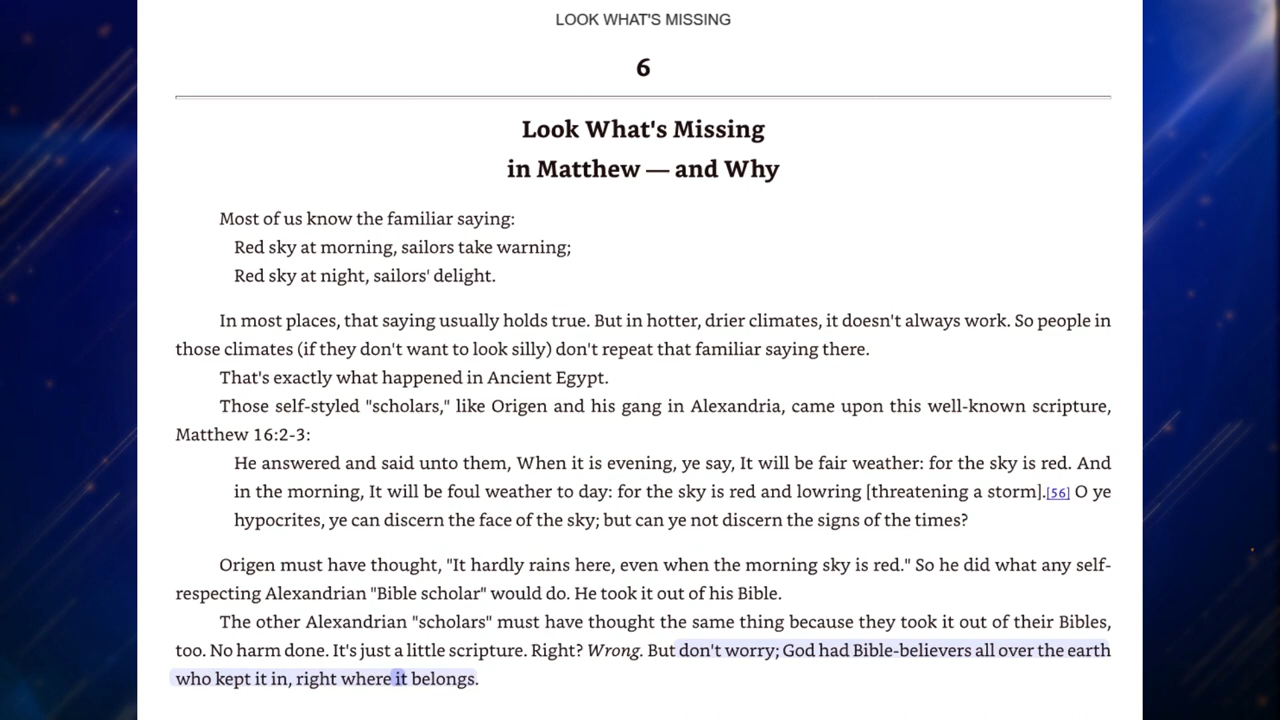 LOOK WHAT'S MISSING
6
Look What's Missing
in Matthew — and Why
Most of us know the familiar saying:
Red sky at morning, sailors take warning;
Red sky at night, sailors' delight.
In most places, that saying usually holds true. But in hotter, drier climates, it doesn't always work. So people in
those climates (if they don't want to look silly) don't repeat that familiar saying there.
That's exactly what happened in Ancient Egypt.
Those self-styled "scholars," like Origen and his gang in Alexandria, came upon this well-known scripture,
Matthew 16:2-3:
He answered and said unto them, When it is evening, ye say, It will be fair weather: for the sky is red. And
in the morning, It will be foul weather to day: for the sky is red and lowring [threatening a storm].[56] O ye
hypocrites, ye can discern the face of the sky; but can ye not discern the signs of the times?
Origen must have thought, "It hardly rains here, even when the morning sky is red." So he did what any self-
respecting Alexandrian "Bible scholar" would do. He took it out of his Bible.
The other Alexandrian "scholars" must have thought the same thing because they took it out of their Bibles,
too. No harm done. It's just a little scripture. Right? Wrong. But don't worry; God had Bible-believers all over the earth
who kept it in, right where it belongs.